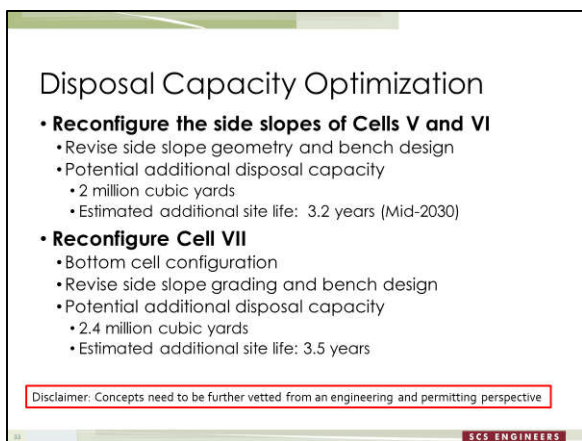 Disposal Capacity Optimization
• Reconfigure the side slopes of Cells V and VI
• Revise side slope geometry and bench design
• Potential additional disposal capacity
• 2 million cubic yards
• Estimated additional site life: 3.2 years (Mid-2030)
• Reconfigure Cell VII
• Bottom cell configuration
• Revise side slope grading and bench design
• Potential additional disposal capacity
• 2.4 million cubic yards
• Estimated additional site life: 3.5 years
Disclaimer: Concepts need to be further vetted from an engineering and permitting perspective
SCS ENGINEERS